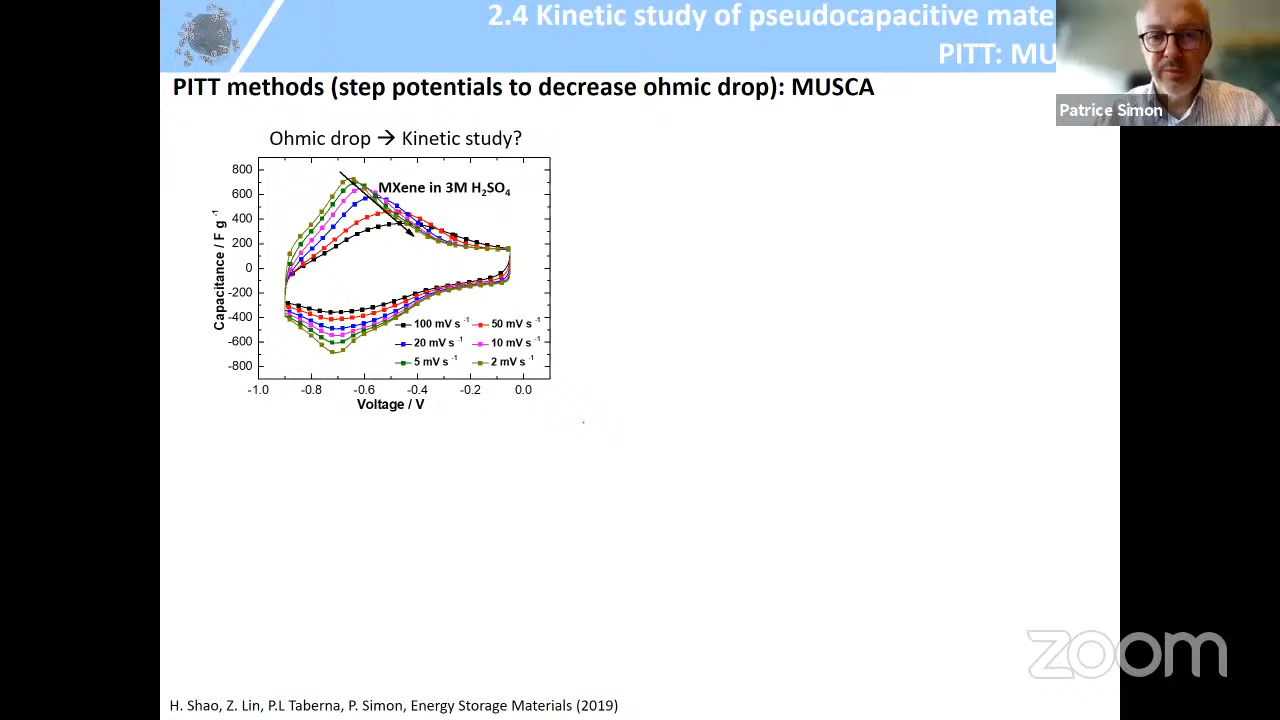 2.4 Kinetic study of pseudocapacitive mate
PITT: MU
Patrice Simon
PITT methods (step potentials to decrease ohmic drop): MUSCA
Ohmic drop → Kinetic study?
MXene in 3M H₂SO₄
Capacitance / F g⁻¹
800
600
400
200
0
-200
-400
-600
-800
100 mV s⁻¹ 50 mV s⁻¹
20 mV s⁻¹ 10 mV s⁻¹
5 mV s⁻¹ 2 mV s⁻¹
-1.0 -0.8 -0.6 -0.4 -0.2 0.0
Voltage / V
zoom
H. Shao, Z. Lin, P.L Taberna, P. Simon, Energy Storage Materials (2019)